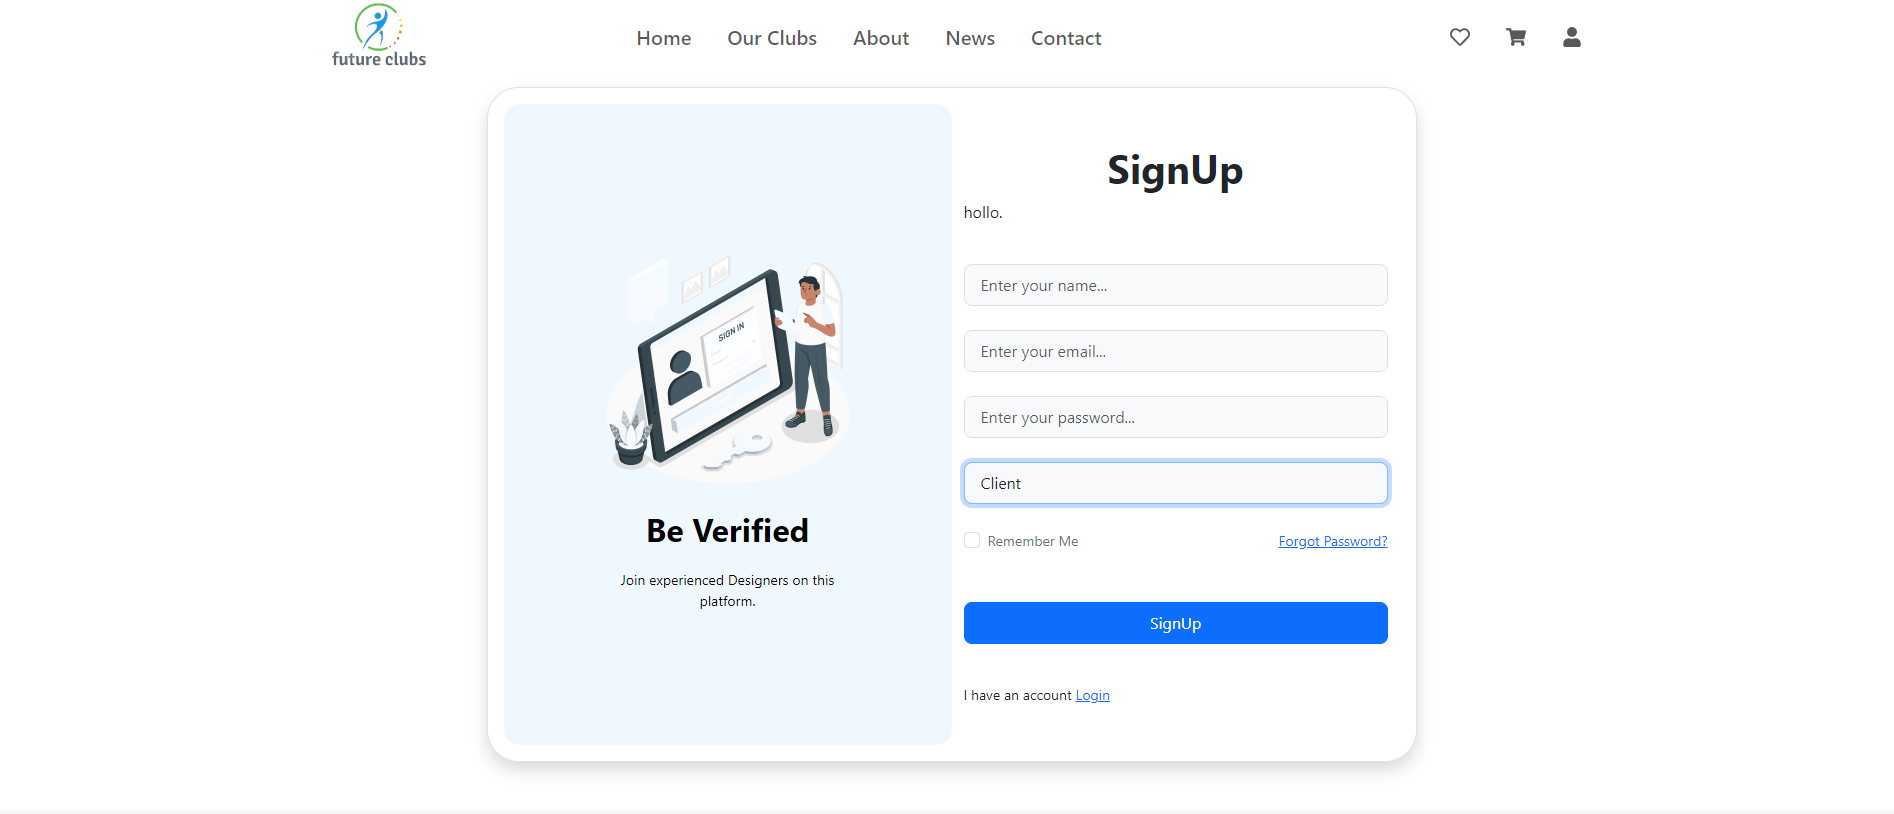 future clubs
Home Our Clubs About News Contact
SIGN IN
Be Verified
Join experienced Designers on this
platform.
SignUp
hollo.
Enter your name...
Enter your email...
Enter your password...
Client
Remember Me Forgot Password?
SignUp
I have an account Login